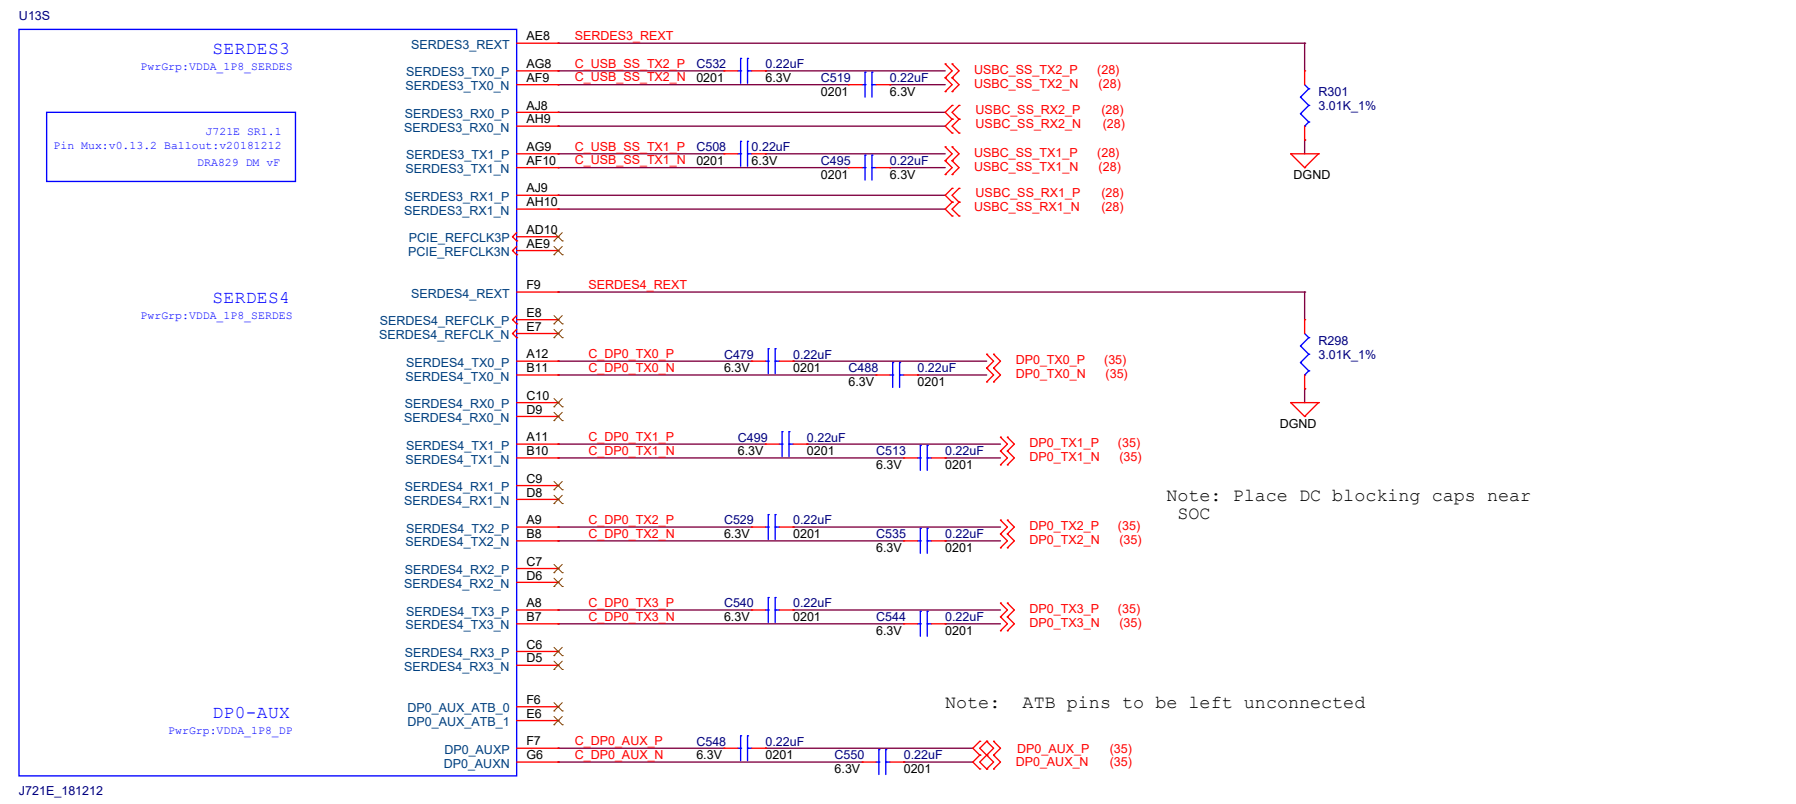 U13S
SERDES3
PwrGrp:VDDA_1P8_SERDES
J721E SR1.1
Pin Mux:v0.13.2 Ballout:v20181212
DRA829 DM vF
SERDES3_REXT AE8 SERDES3_REXT
SERDES3_TX0_P AG8 C_USB_SS_TX2_P C532 0.22uF USBC_SS_TX2_P (28)
SERDES3_TX0_N AF9 C_USB_SS_TX2_N 0201 6.3V C519 0.22uF USBC_SS_TX2_N (28)
0201 6.3V
R301
3.01K_1%
SERDES3_RX0_P AJ8 USBC_SS_RX2_P (28)
SERDES3_RX0_N AH9 USBC_SS_RX2_N (28)
SERDES3_TX1_P AG9 C_USB_SS_TX1_P C508 0.22uF USBC_SS_TX1_P (28)
SERDES3_TX1_N AF10 C_USB_SS_TX1_N 0201 6.3V C495 0.22uF USBC_SS_TX1_N (28)
0201 6.3V
DGND
SERDES3_RX1_P AJ9 USBC_SS_RX1_P (28)
SERDES3_RX1_N AH10 USBC_SS_RX1_N (28)
PCIE_REFCLK3P AD10
PCIE_REFCLK3N AE9
SERDES4
PwrGrp:VDDA_1P8_SERDES
SERDES4_REXT F9 SERDES4_REXT
SERDES4_REFCLK_P E8
SERDES4_REFCLK_N E7
R298
3.01K_1%
SERDES4_TX0_P A12 C_DP0_TX0_P C479 0.22uF DP0_TX0_P (35)
SERDES4_TX0_N B11 C_DP0_TX0_N 6.3V 0201 C488 0.22uF DP0_TX0_N (35)
6.3V 0201
SERDES4_RX0_P C10
SERDES4_RX0_N D9
DGND
SERDES4_TX1_P A11 C_DP0_TX1_P C499 0.22uF DP0_TX1_P (35)
SERDES4_TX1_N B10 C_DP0_TX1_N 6.3V 0201 C513 0.22uF DP0_TX1_N (35)
6.3V 0201
SERDES4_RX1_P C9
SERDES4_RX1_N D8
Note: Place DC blocking caps near
SOC
SERDES4_TX2_P A9 C_DP0_TX2_P C529 0.22uF DP0_TX2_P (35)
SERDES4_TX2_N B8 C_DP0_TX2_N 6.3V 0201 C535 0.22uF DP0_TX2_N (35)
6.3V 0201
SERDES4_RX2_P C7
SERDES4_RX2_N D6
SERDES4_TX3_P A8 C_DP0_TX3_P C540 0.22uF DP0_TX3_P (35)
SERDES4_TX3_N B7 C_DP0_TX3_N 6.3V 0201 C544 0.22uF DP0_TX3_N (35)
6.3V 0201
SERDES4_RX3_P C6
SERDES4_RX3_N D5
DP0-AUX
PwrGrp:VDDA_1P8_DP
DP0_AUX_ATB_0 F6
DP0_AUX_ATB_1 E6
Note: ATB pins to be left unconnected
DP0_AUXP F7 C_DP0_AUX_P C548 0.22uF DP0_AUX_P (35)
DP0_AUXN G6 C_DP0_AUX_N 6.3V 0201 C550 0.22uF DP0_AUX_N (35)
6.3V 0201
J721E_181212